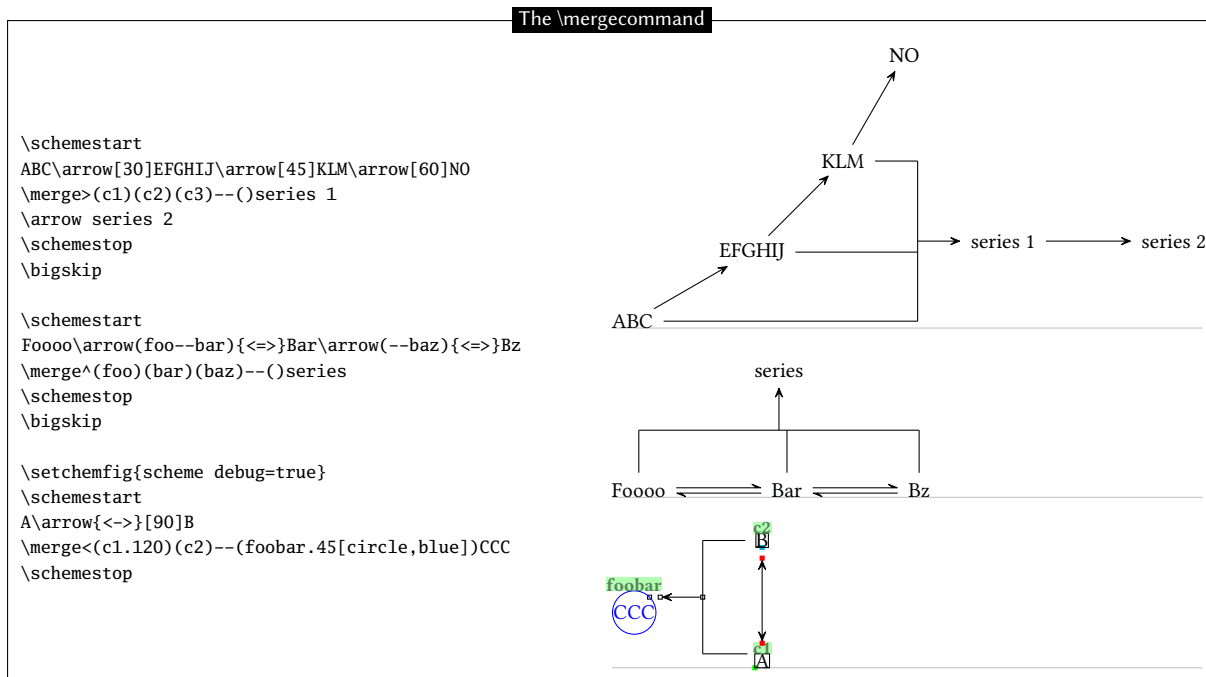 The \mergecommand
\schemestart
ABC\arrow[30]EFGHIJ\arrow[45]KLM\arrow[60]NO
\merge>(c1)(c2)(c3)--()series 1
\arrow series 2
\schemestop
\bigskip
\schemestart
Foooo\arrow(foo--bar){<=>}Bar\arrow(--baz){<=>}Bz
\merge^(foo)(bar)(baz)--()series
\schemestop
\bigskip
\setchemfig{scheme debug=true}
\schemestart
A\arrow{<->}[90]B
\merge<(c1.120)(c2)--(foobar.45[circle,blue])CCC
\schemestop
NO
KLM
EFGHIJ
series 1 series 2
ABC
series
Foooo Bar Bz
c2
B
foobar
CCC
c1
A